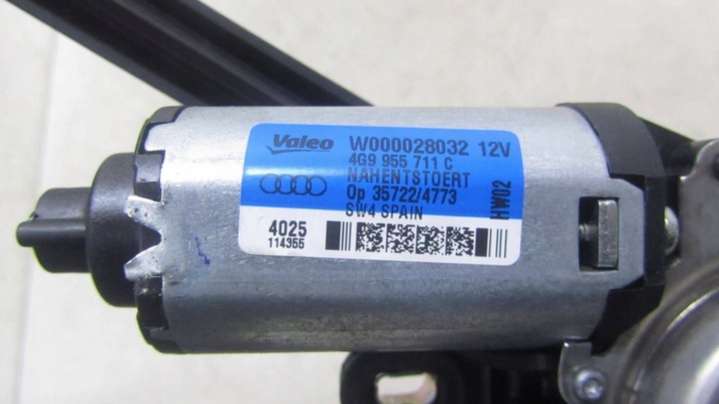 Valeo W000028032 12V
4G9 955 711 C
NAHENTSTOERT
Op 35722/4773
SW4 SPAIN
HW02
4025
114355